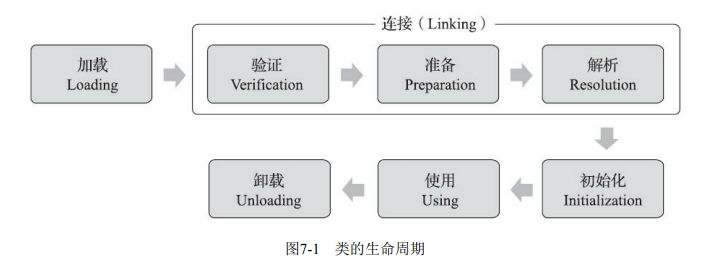 连接（Linking）
加载
Loading
验证
Verification
准备
Preparation
解析
Resolution
初始化
Initialization
使用
Using
卸载
Unloading
图7-1 类的生命周期